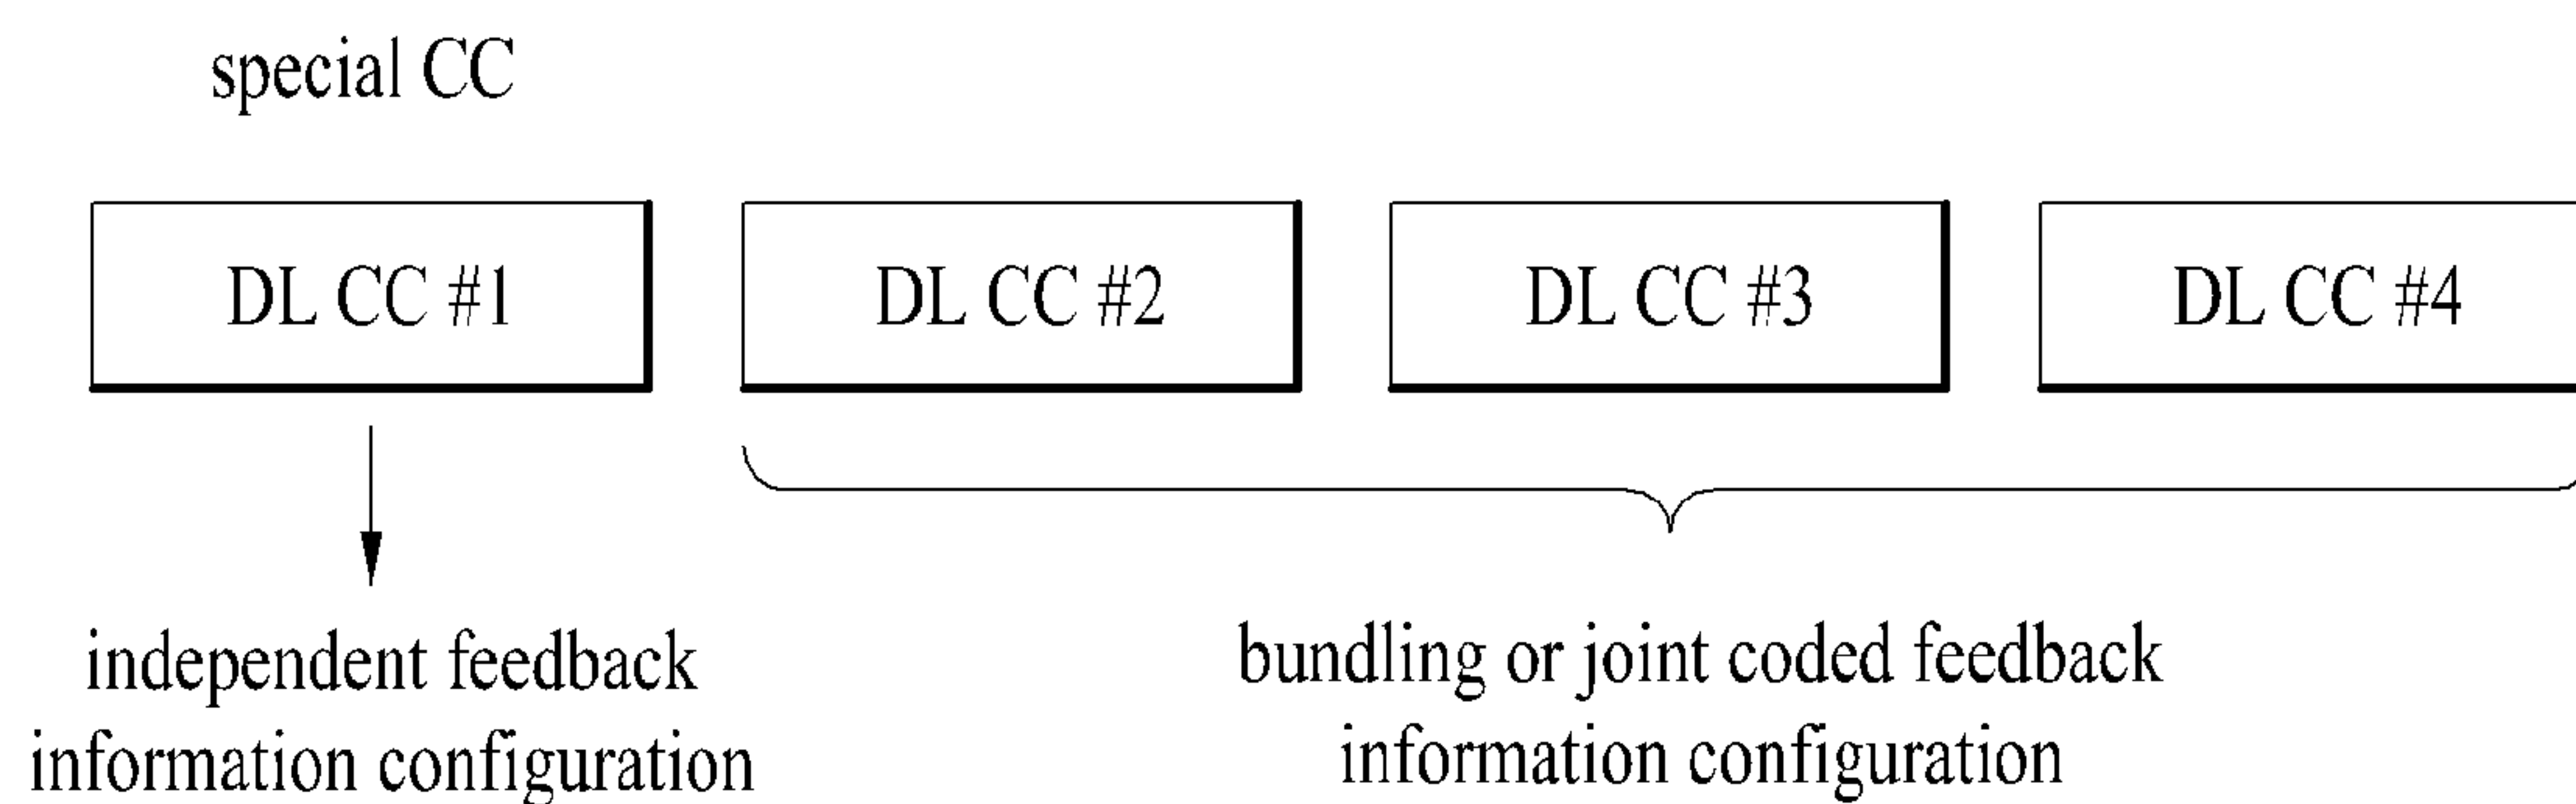 special CC
DL CC #1 DL CC #2 DL CC #3 DL CC #4
independent feedback
information configuration
bundling or joint coded feedback
information configuration